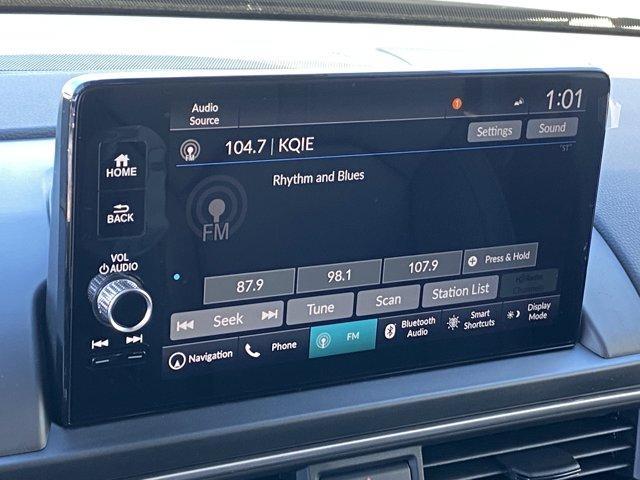 Audio
Source
1
1:01
104.7 | KQIE
Settings
Sound
FM
"ST"
HOME
Rhythm and Blues
FM
BACK
VOL
AUDIO
87.9
98.1
107.9
Press & Hold
Seek
Tune
Scan
Station List
Navigation
Phone
FM
Bluetooth
Audio
Smart
Shortcuts
Display
Mode